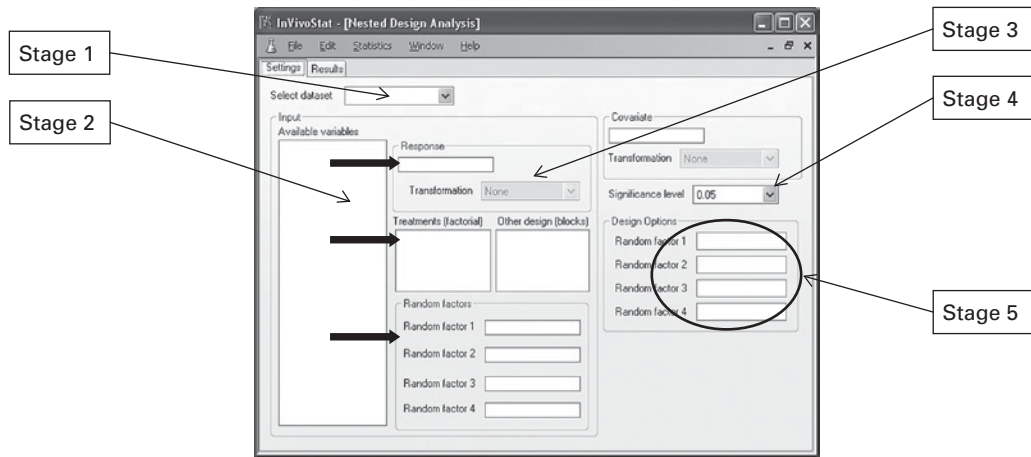 InVivoStat - [Nested Design Analysis]
File Edit Statistics Window Help
Settings Results
Select dataset
Input
Available variables
Response
Transformation None
Treatments (factorial) Other design (blocks)
Random factors
Random factor 1
Random factor 2
Random factor 3
Random factor 4
Covariate
Transformation None
Significance level 0.05
Design Options
Random factor 1
Random factor 2
Random factor 3
Random factor 4
Stage 1
Stage 2
Stage 3
Stage 4
Stage 5